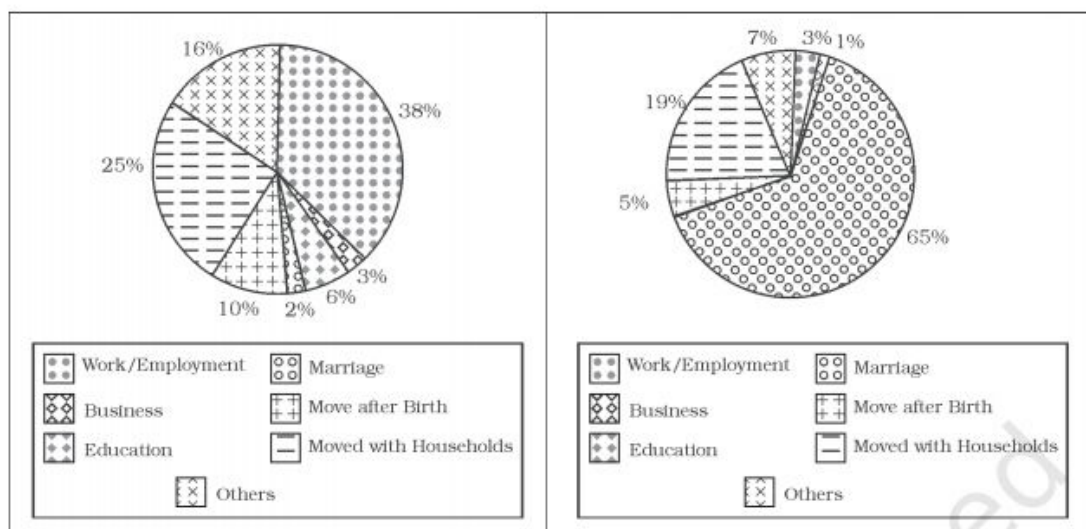 16%
38%
25%
10%
2%
6%
3%
Work/Employment
Marriage
Business
Move after Birth
Education
Moved with Households
Others
7%
3%
1%
19%
5%
65%
Work/Employment
Marriage
Business
Move after Birth
Education
Moved with Households
Others